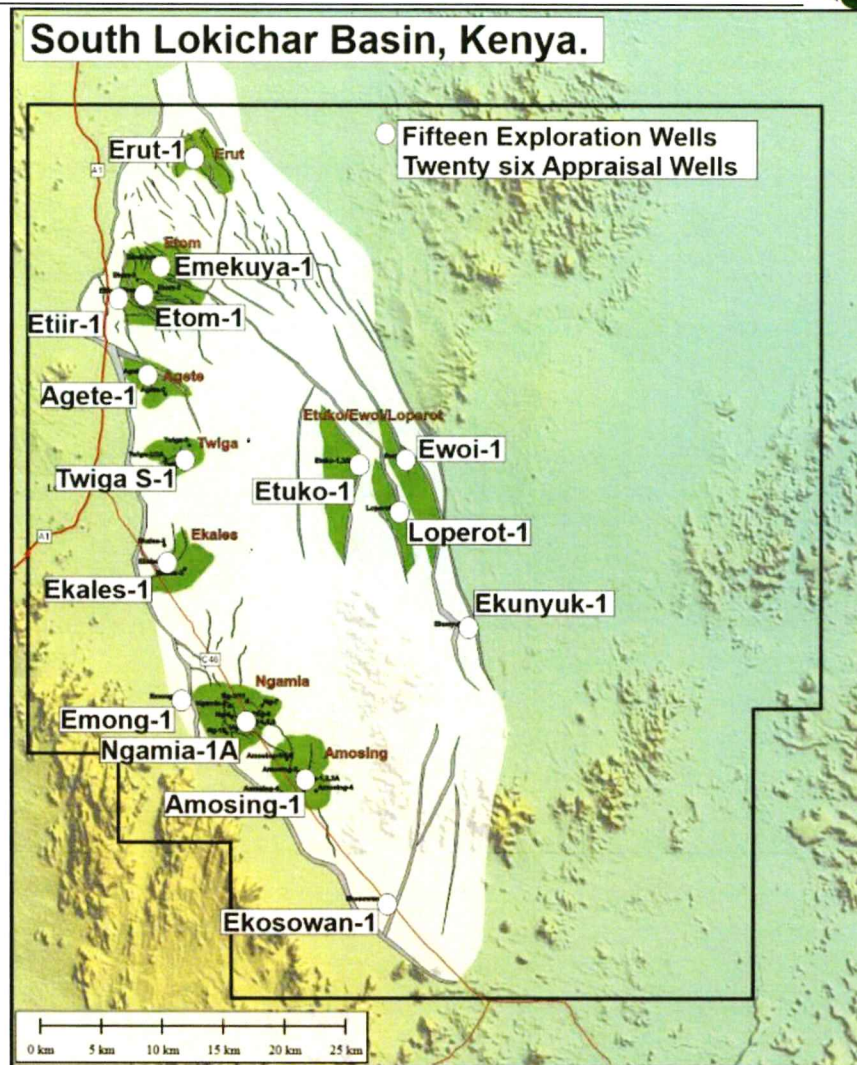 South Lokichar Basin, Kenya.
Fifteen Exploration Wells
Twenty six Appraisal Wells
A1
Erut-1
Erut
Etom
Emekuya-1
Etom-1
Etiir-1
Agete
Agete-1
Twiga
Twiga S-1
Etuko/Ewoi/Loperot
Ewoi-1
Etuko-1
Loperot-1
A1
Ekales
Ekales-1
Ekunyuk-1
C46
Ngamia
Emong-1
Ngamia-1A
Amosing
Amosing-4
Amosing-1
Ekosowan-1
0 km 5 km 10 km 15 km 20 km 25 km